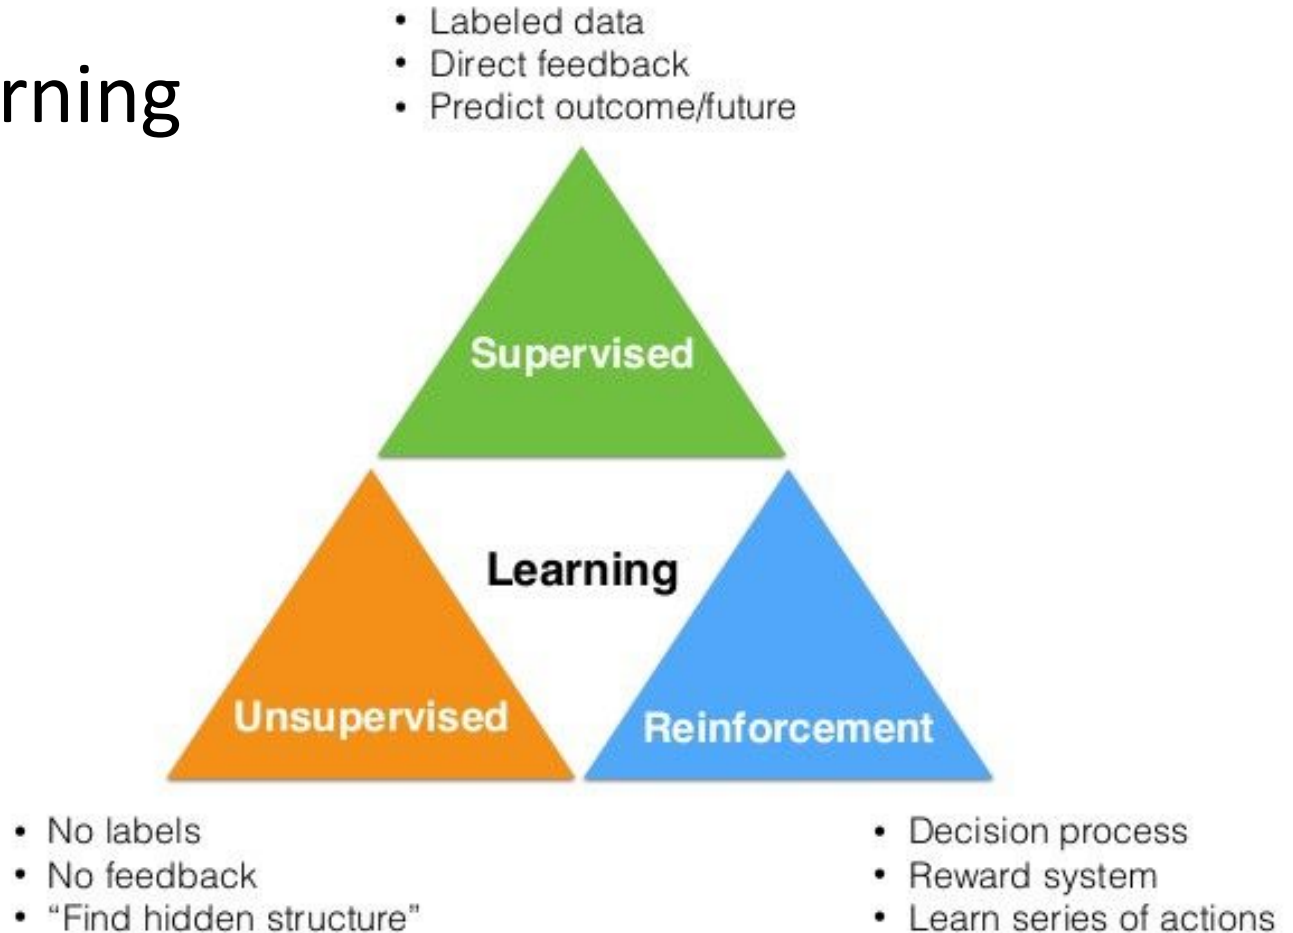 rning
• Labeled data
• Direct feedback
• Predict outcome/future
Supervised
Learning
Unsupervised
Reinforcement
• No labels
• No feedback
• “Find hidden structure”
• Decision process
• Reward system
• Learn series of actions